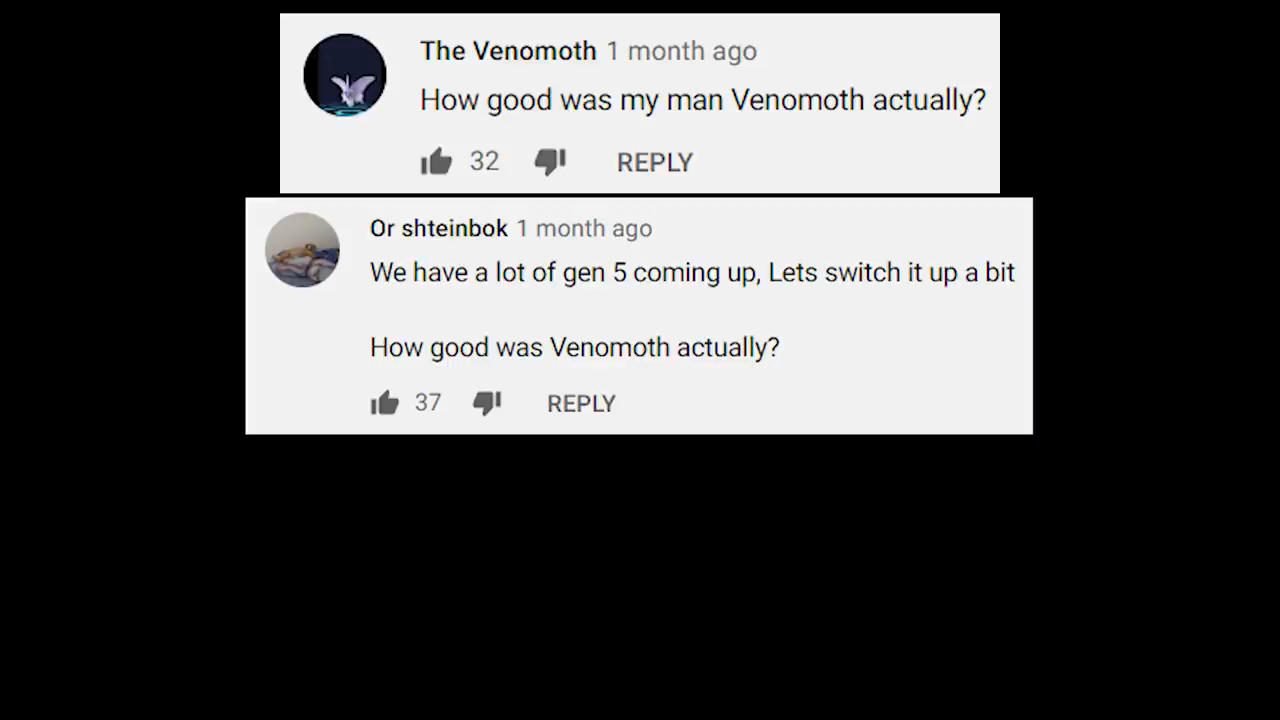 The Venomoth 1 month ago
How good was my man Venomoth actually?
32 REPLY
Or shteinbok 1 month ago
We have a lot of gen 5 coming up, Lets switch it up a bit
How good was Venomoth actually?
37 REPLY